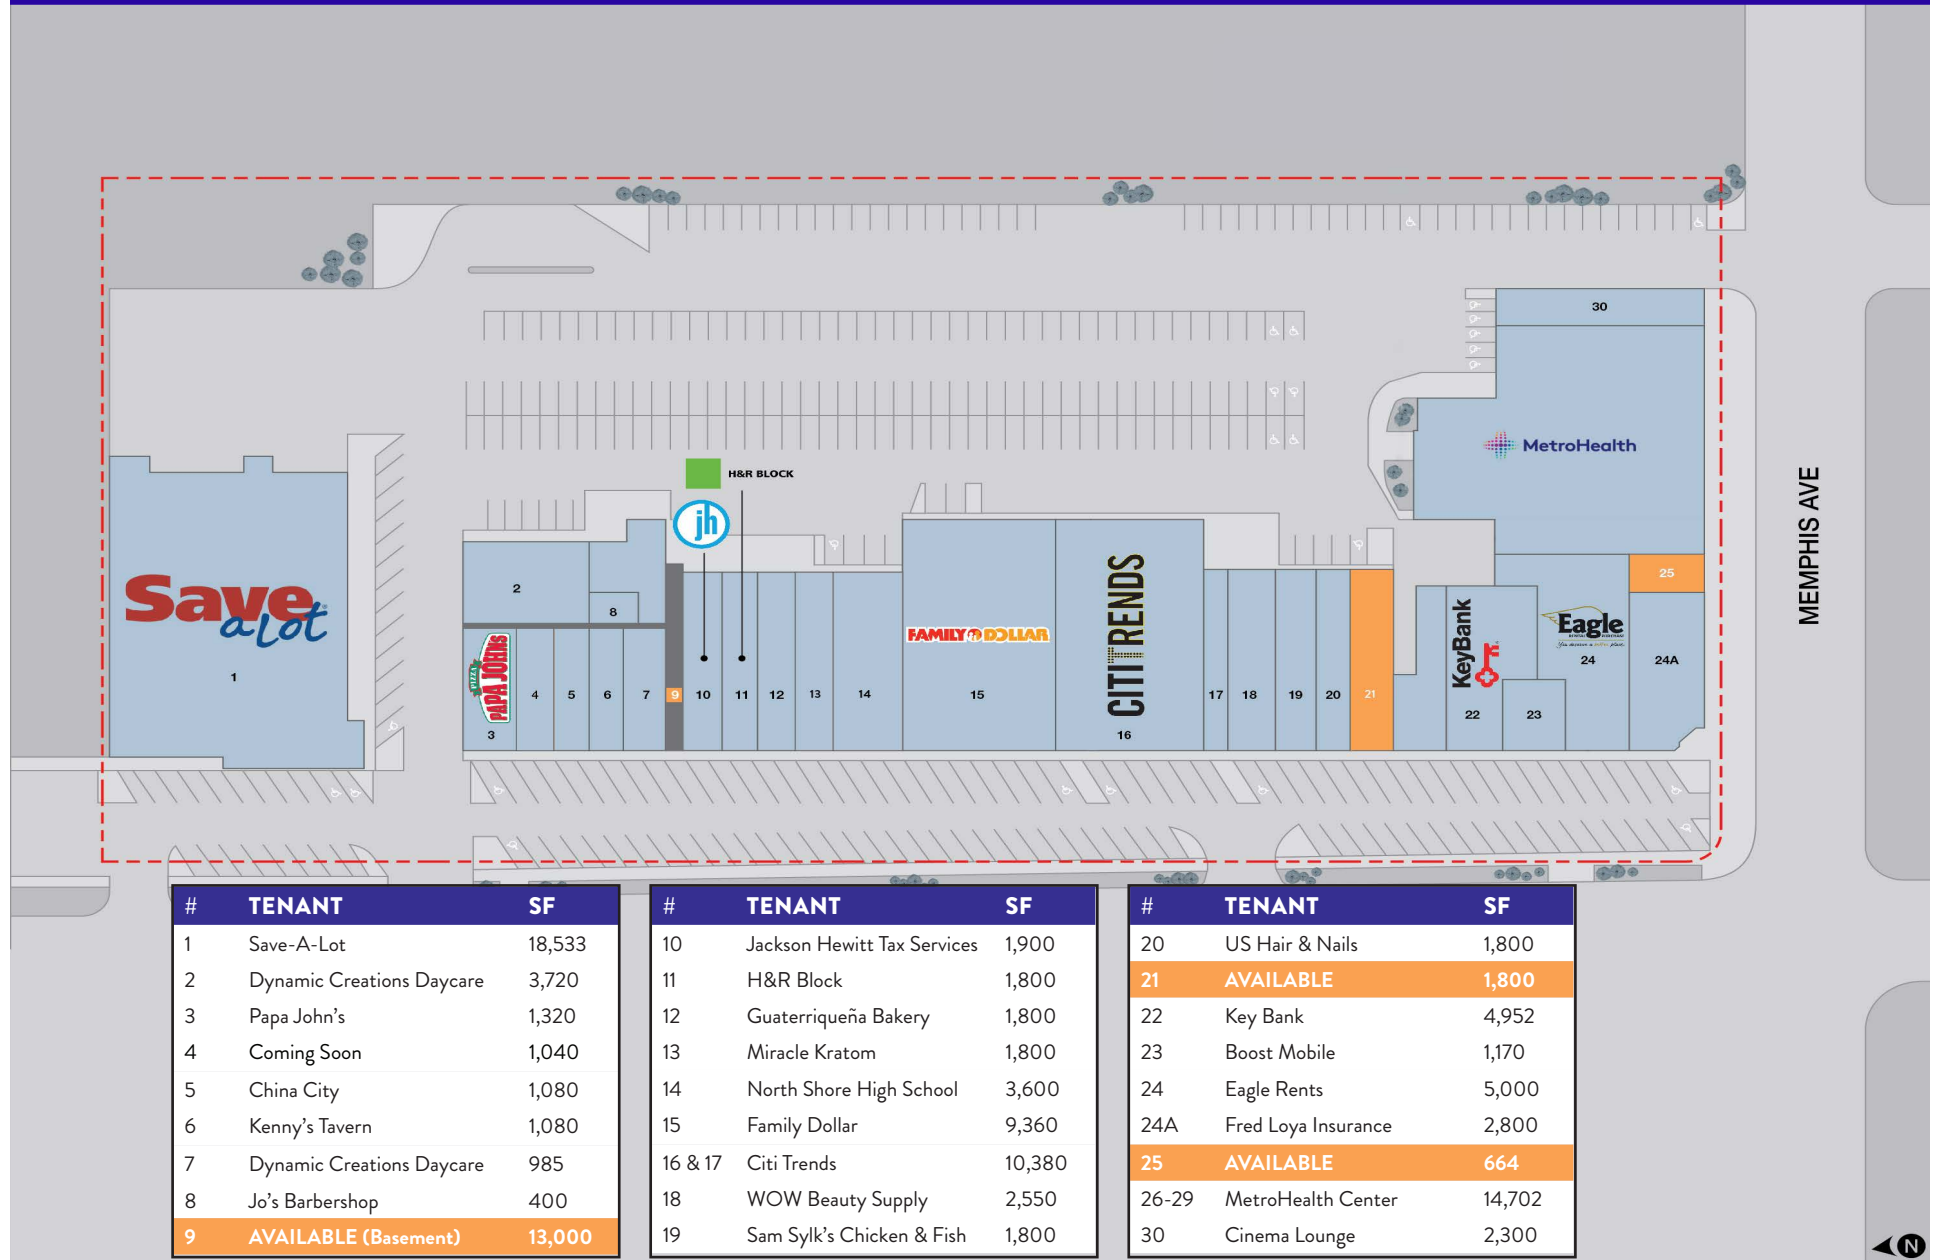 30
MetroHealth
MEMPHIS AVE
H&R BLOCK
jh
Save
a Lot
1
2
8
PIZZA
PAPA JOHNS
3
4
5
6
7
9
10
11
12
13
14
FAMILY DOLLAR
15
CITITRENDS
16
17
18
19
20
21
KeyBank
22
23
Eagle
24
24A
25
# TENANT SF
1 Save-A-Lot 18,533
2 Dynamic Creations Daycare 3,720
3 Papa John's 1,320
4 Coming Soon 1,040
5 China City 1,080
6 Kenny's Tavern 1,080
7 Dynamic Creations Daycare 985
8 Jo's Barbershop 400
9 AVAILABLE (Basement) 13,000
# TENANT SF
10 Jackson Hewitt Tax Services 1,900
11 H&R Block 1,800
12 Guaterriqueña Bakery 1,800
13 Miracle Kratom 1,800
14 North Shore High School 3,600
15 Family Dollar 9,360
16 & 17 Citi Trends 10,380
18 WOW Beauty Supply 2,550
19 Sam Sylk's Chicken & Fish 1,800
# TENANT SF
20 US Hair & Nails 1,800
21 AVAILABLE 1,800
22 Key Bank 4,952
23 Boost Mobile 1,170
24 Eagle Rents 5,000
24A Fred Loya Insurance 2,800
25 AVAILABLE 664
26-29 MetroHealth Center 14,702
30 Cinema Lounge 2,300
N